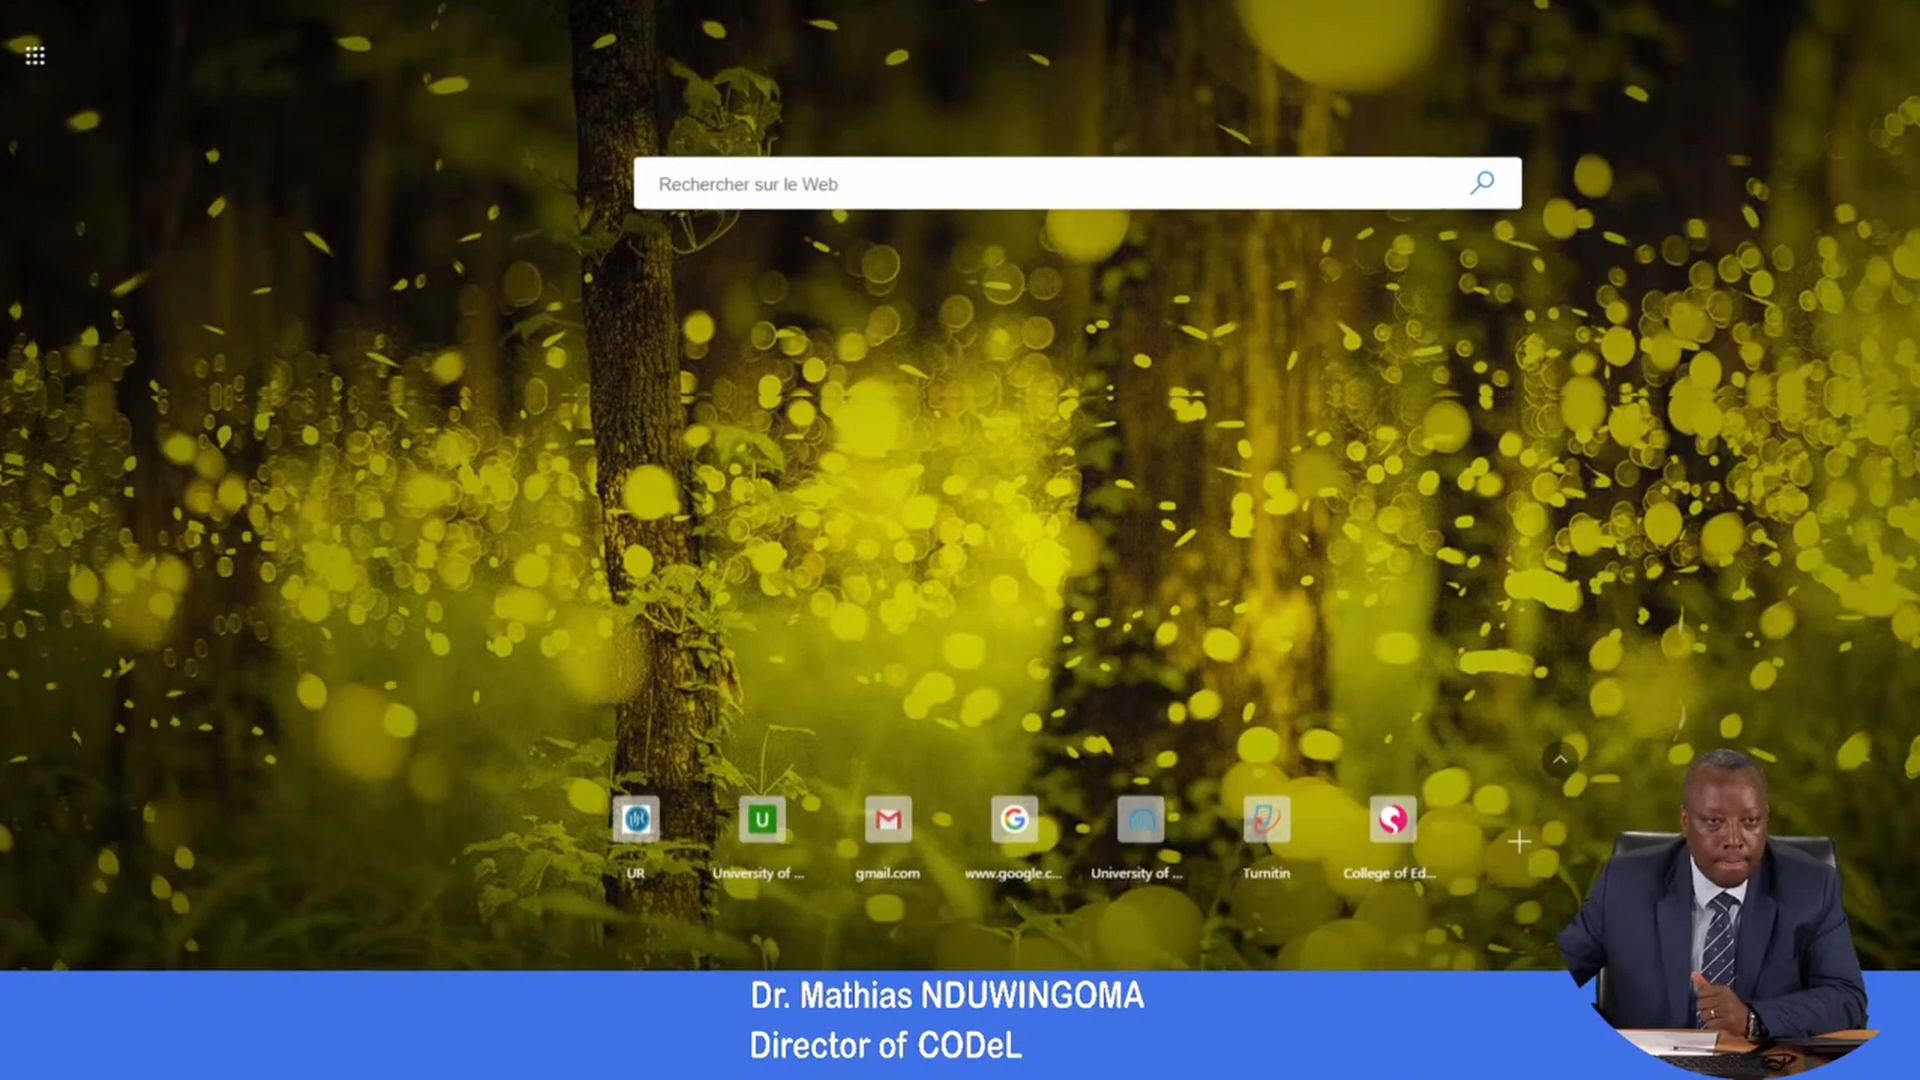 Rechercher sur le Web
U
UR
University of ...
gmail.com
www.google.c...
University of ...
Turnitin
College of Ed...
Dr. Mathias NDUWINGOMA
Director of CODeL